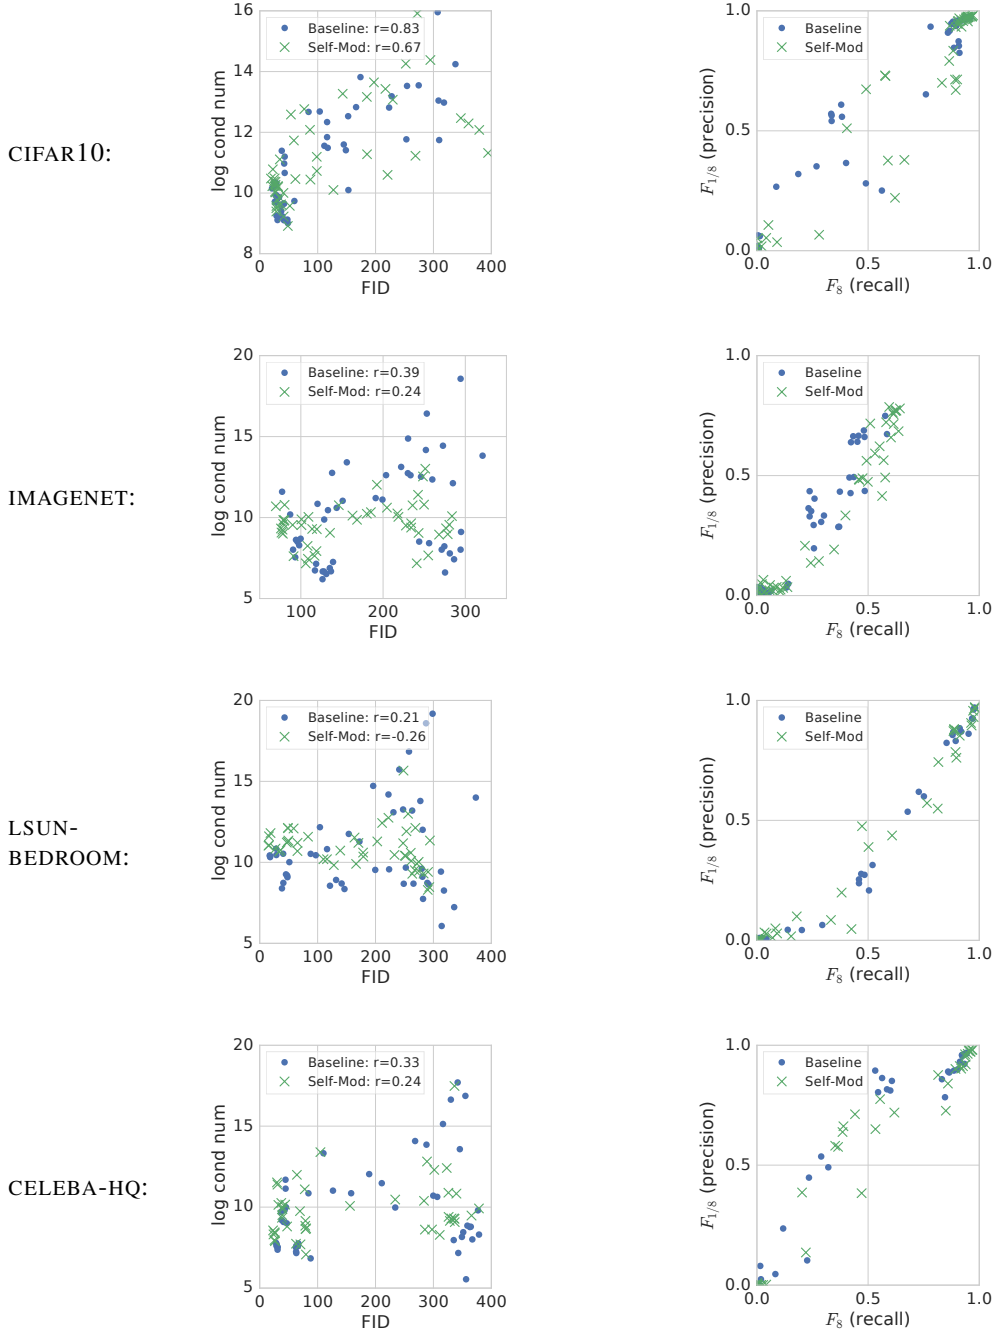 CIFAR10:
16
14
12
10
8
log cond num
Baseline: r=0.83
Self-Mod: r=0.67
0 100 200 300 400
FID
1.0
0.5
0.0
F1/8 (precision)
Baseline
Self-Mod
0.0 0.5 1.0
F8 (recall)
IMAGENET:
20
15
10
5
log cond num
Baseline: r=0.39
Self-Mod: r=0.24
100 200 300
FID
1.0
0.5
0.0
F1/8 (precision)
Baseline
Self-Mod
0.0 0.5 1.0
F8 (recall)
LSUN-
BEDROOM:
20
15
10
5
log cond num
Baseline: r=0.21
Self-Mod: r=-0.26
0 100 200 300 400
FID
1.0
0.5
0.0
F1/8 (precision)
Baseline
Self-Mod
0.0 0.5 1.0
F8 (recall)
CELEBA-HQ:
20
15
10
5
log cond num
Baseline: r=0.33
Self-Mod: r=0.24
0 100 200 300 400
FID
1.0
0.5
0.0
F1/8 (precision)
Baseline
Self-Mod
0.0 0.5 1.0
F8 (recall)